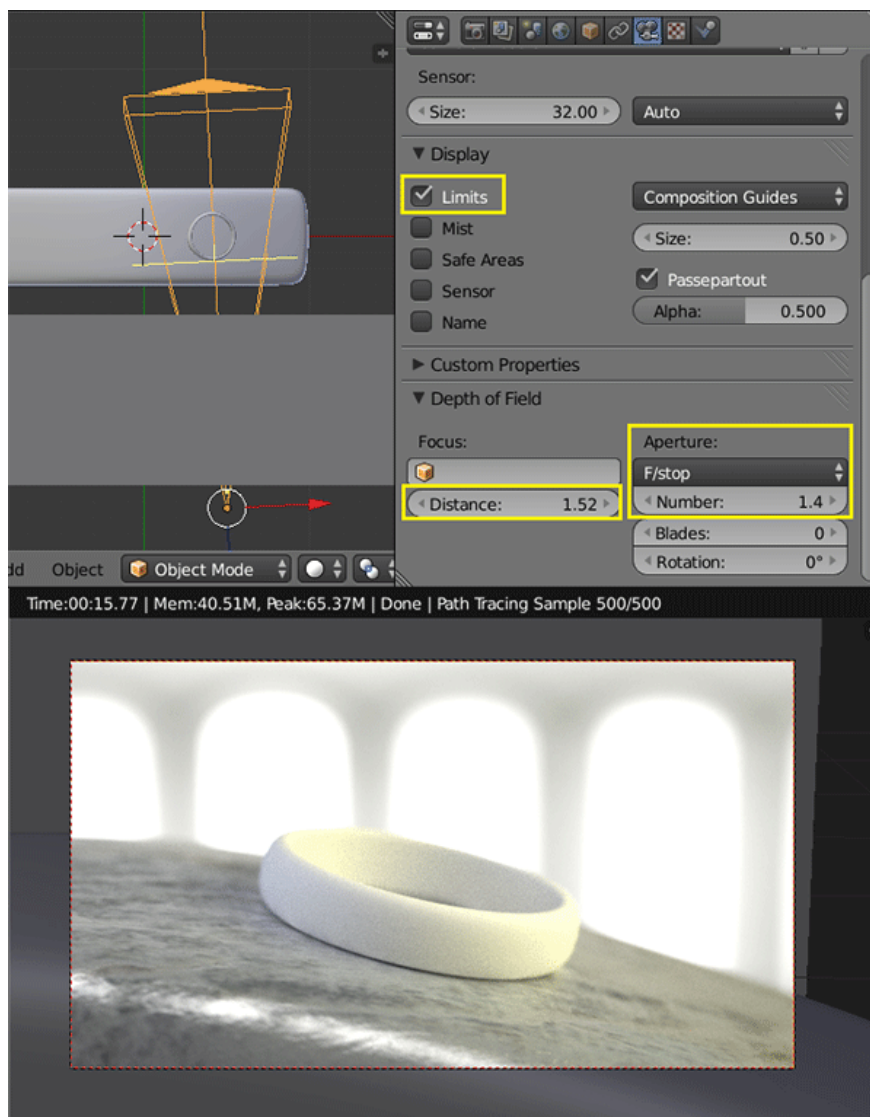 Sensor:
Size: 32.00
Auto
Display
Limits
Composition Guides
Mist
Size: 0.50
Safe Areas
Passepartout
Sensor
Alpha: 0.500
Name
Custom Properties
Depth of Field
Focus:
Aperture:
F/stop
Distance: 1.52
Number: 1.4
Blades: 0
Rotation: 0°
dd Object Object Mode
Time:00:15.77 | Mem:40.51M, Peak:65.37M | Done | Path Tracing Sample 500/500